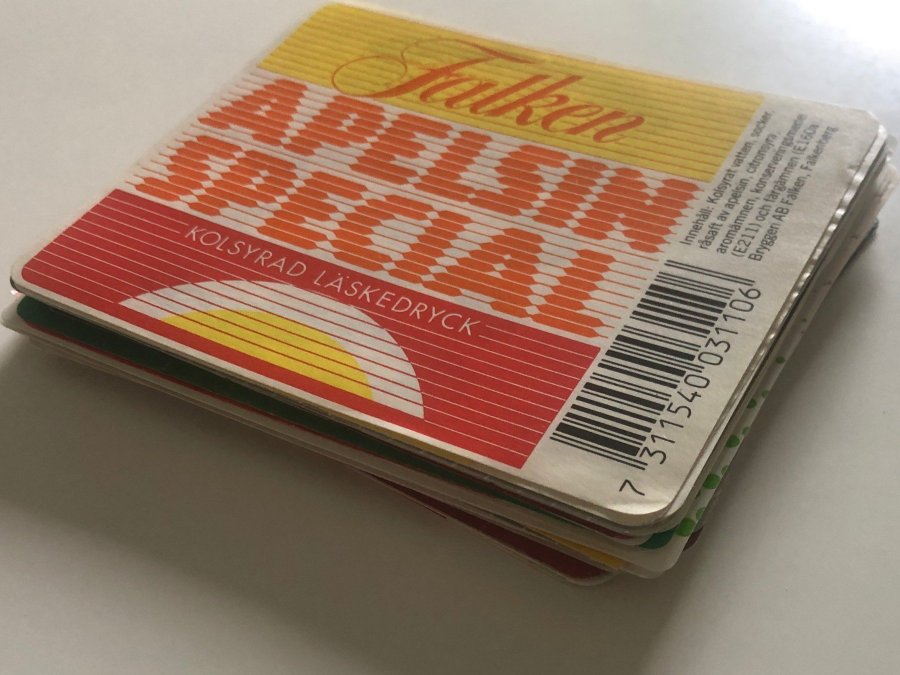 Falken
APELSIN
SPECIAL
KOLSYRAD LÄSKEDRYCK
Innehåll: Kolsyrat vatten, socker,
råsaft av apelsin, citronsyra,
aromämnen, konserveringsmedel
(E211) och färgämnen (E160a)
Bryggeri AB Falken, Falkenberg
7 311540 031106